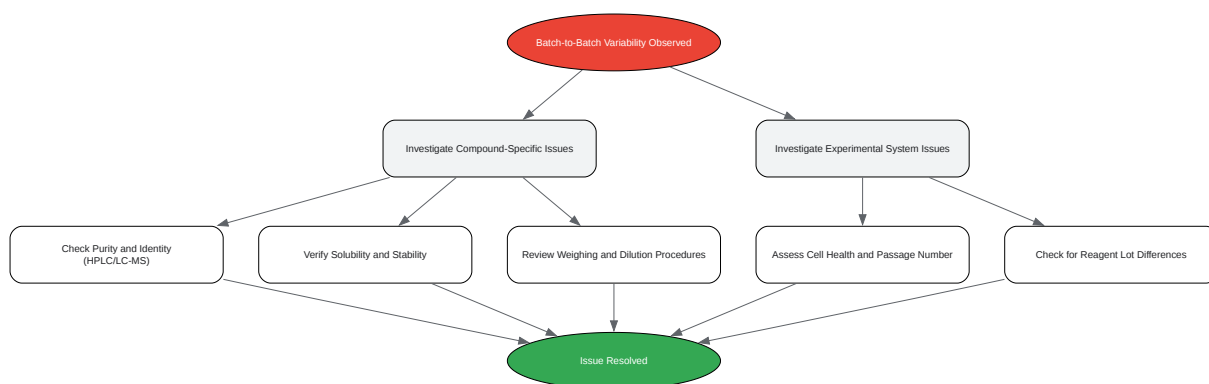 Batch-to-Batch Variability Observed
Investigate Compound-Specific Issues
Investigate Experimental System Issues
Check Purity and Identity
(HPLC/LC-MS)
Verify Solubility and Stability
Review Weighing and Dilution Procedures
Assess Cell Health and Passage Number
Check for Reagent Lot Differences
Issue Resolved